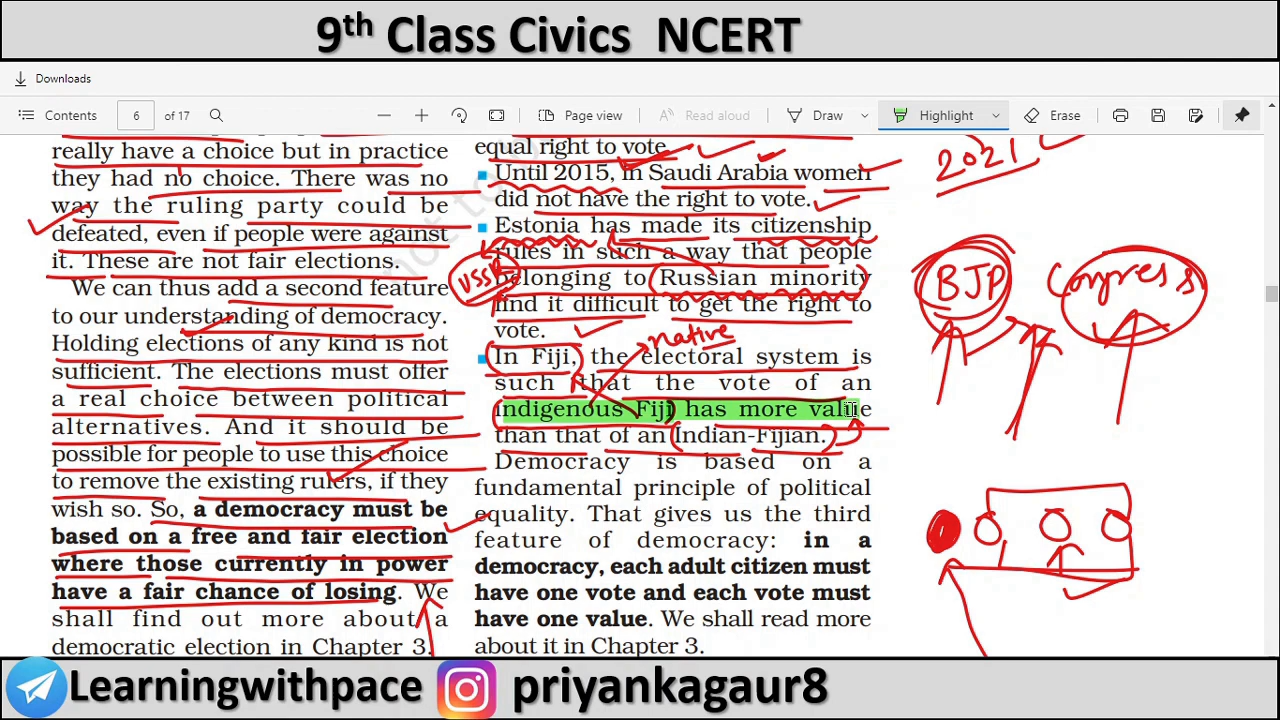 9th Class Civics NCERT
Downloads
Contents
6
of 17
Page view
Read aloud
Draw
Highlight
Erase
really have a choice but in practice
they had no choice. There was no
way the ruling party could be
defeated, even if people were against
it. These are not fair elections.
We can thus add a second feature
to our understanding of democracy.
Holding elections of any kind is not
sufficient. The elections must offer
a real choice between political
alternatives. And it should be
possible for people to use this choice
to remove the existing rulers, if they
wish so. So, a democracy must be
based on a free and fair election
where those currently in power
have a fair chance of losing. We
shall find out more about a
democratic election in Chapter 3.
equal right to vote.
Until 2015, in Saudi Arabia women
did not have the right to vote.
Estonia has made its citizenship
rules in such a way that people
belonging to Russian minority
find it difficult to get the right to
vote.
In Fiji, the electoral system is
such that the vote of an
indigenous Fiji has more value
than that of an Indian-Fijian.
Democracy is based on a
fundamental principle of political
equality. That gives us the third
feature of democracy: in a
democracy, each adult citizen must
have one vote and each vote must
have one value. We shall read more
about it in Chapter 3.
USSR
native
2021
BJP
Congress
Learningwithpace
priyankagaur8